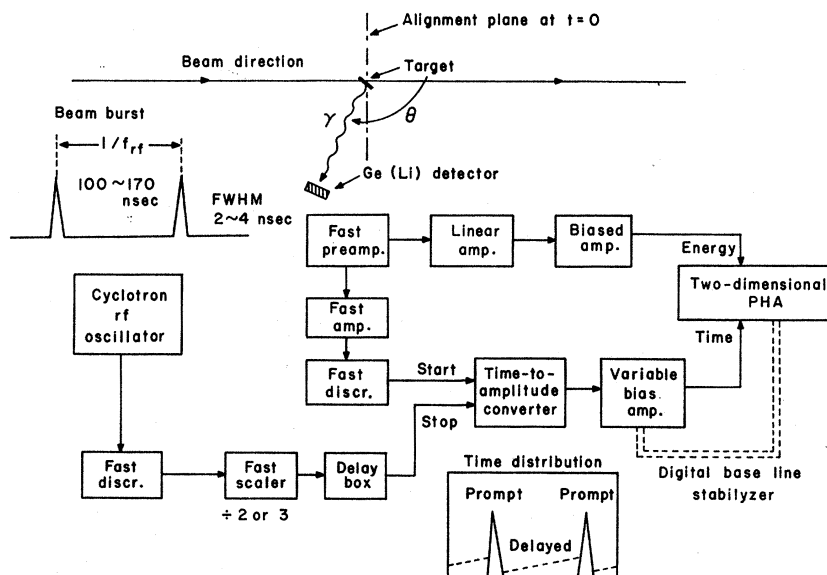 Alignment plane at t=0
Beam direction
Target
Beam burst
γ
θ
1/f_rf
Ge (Li) detector
100~170
nsec
FWHM
2~4 nsec
Fast
preamp.
Linear
amp.
Biased
amp.
Energy
Two-dimensional
PHA
Cyclotron
rf
oscillator
Fast
amp.
Time
Fast
discr.
Start
Stop
Time-to-
amplitude
converter
Variable
bias
amp.
Fast
discr.
Fast
scaler
Delay
box
÷2 or 3
Time distribution
Digital base line
stabilyzer
Prompt
Prompt
Delayed